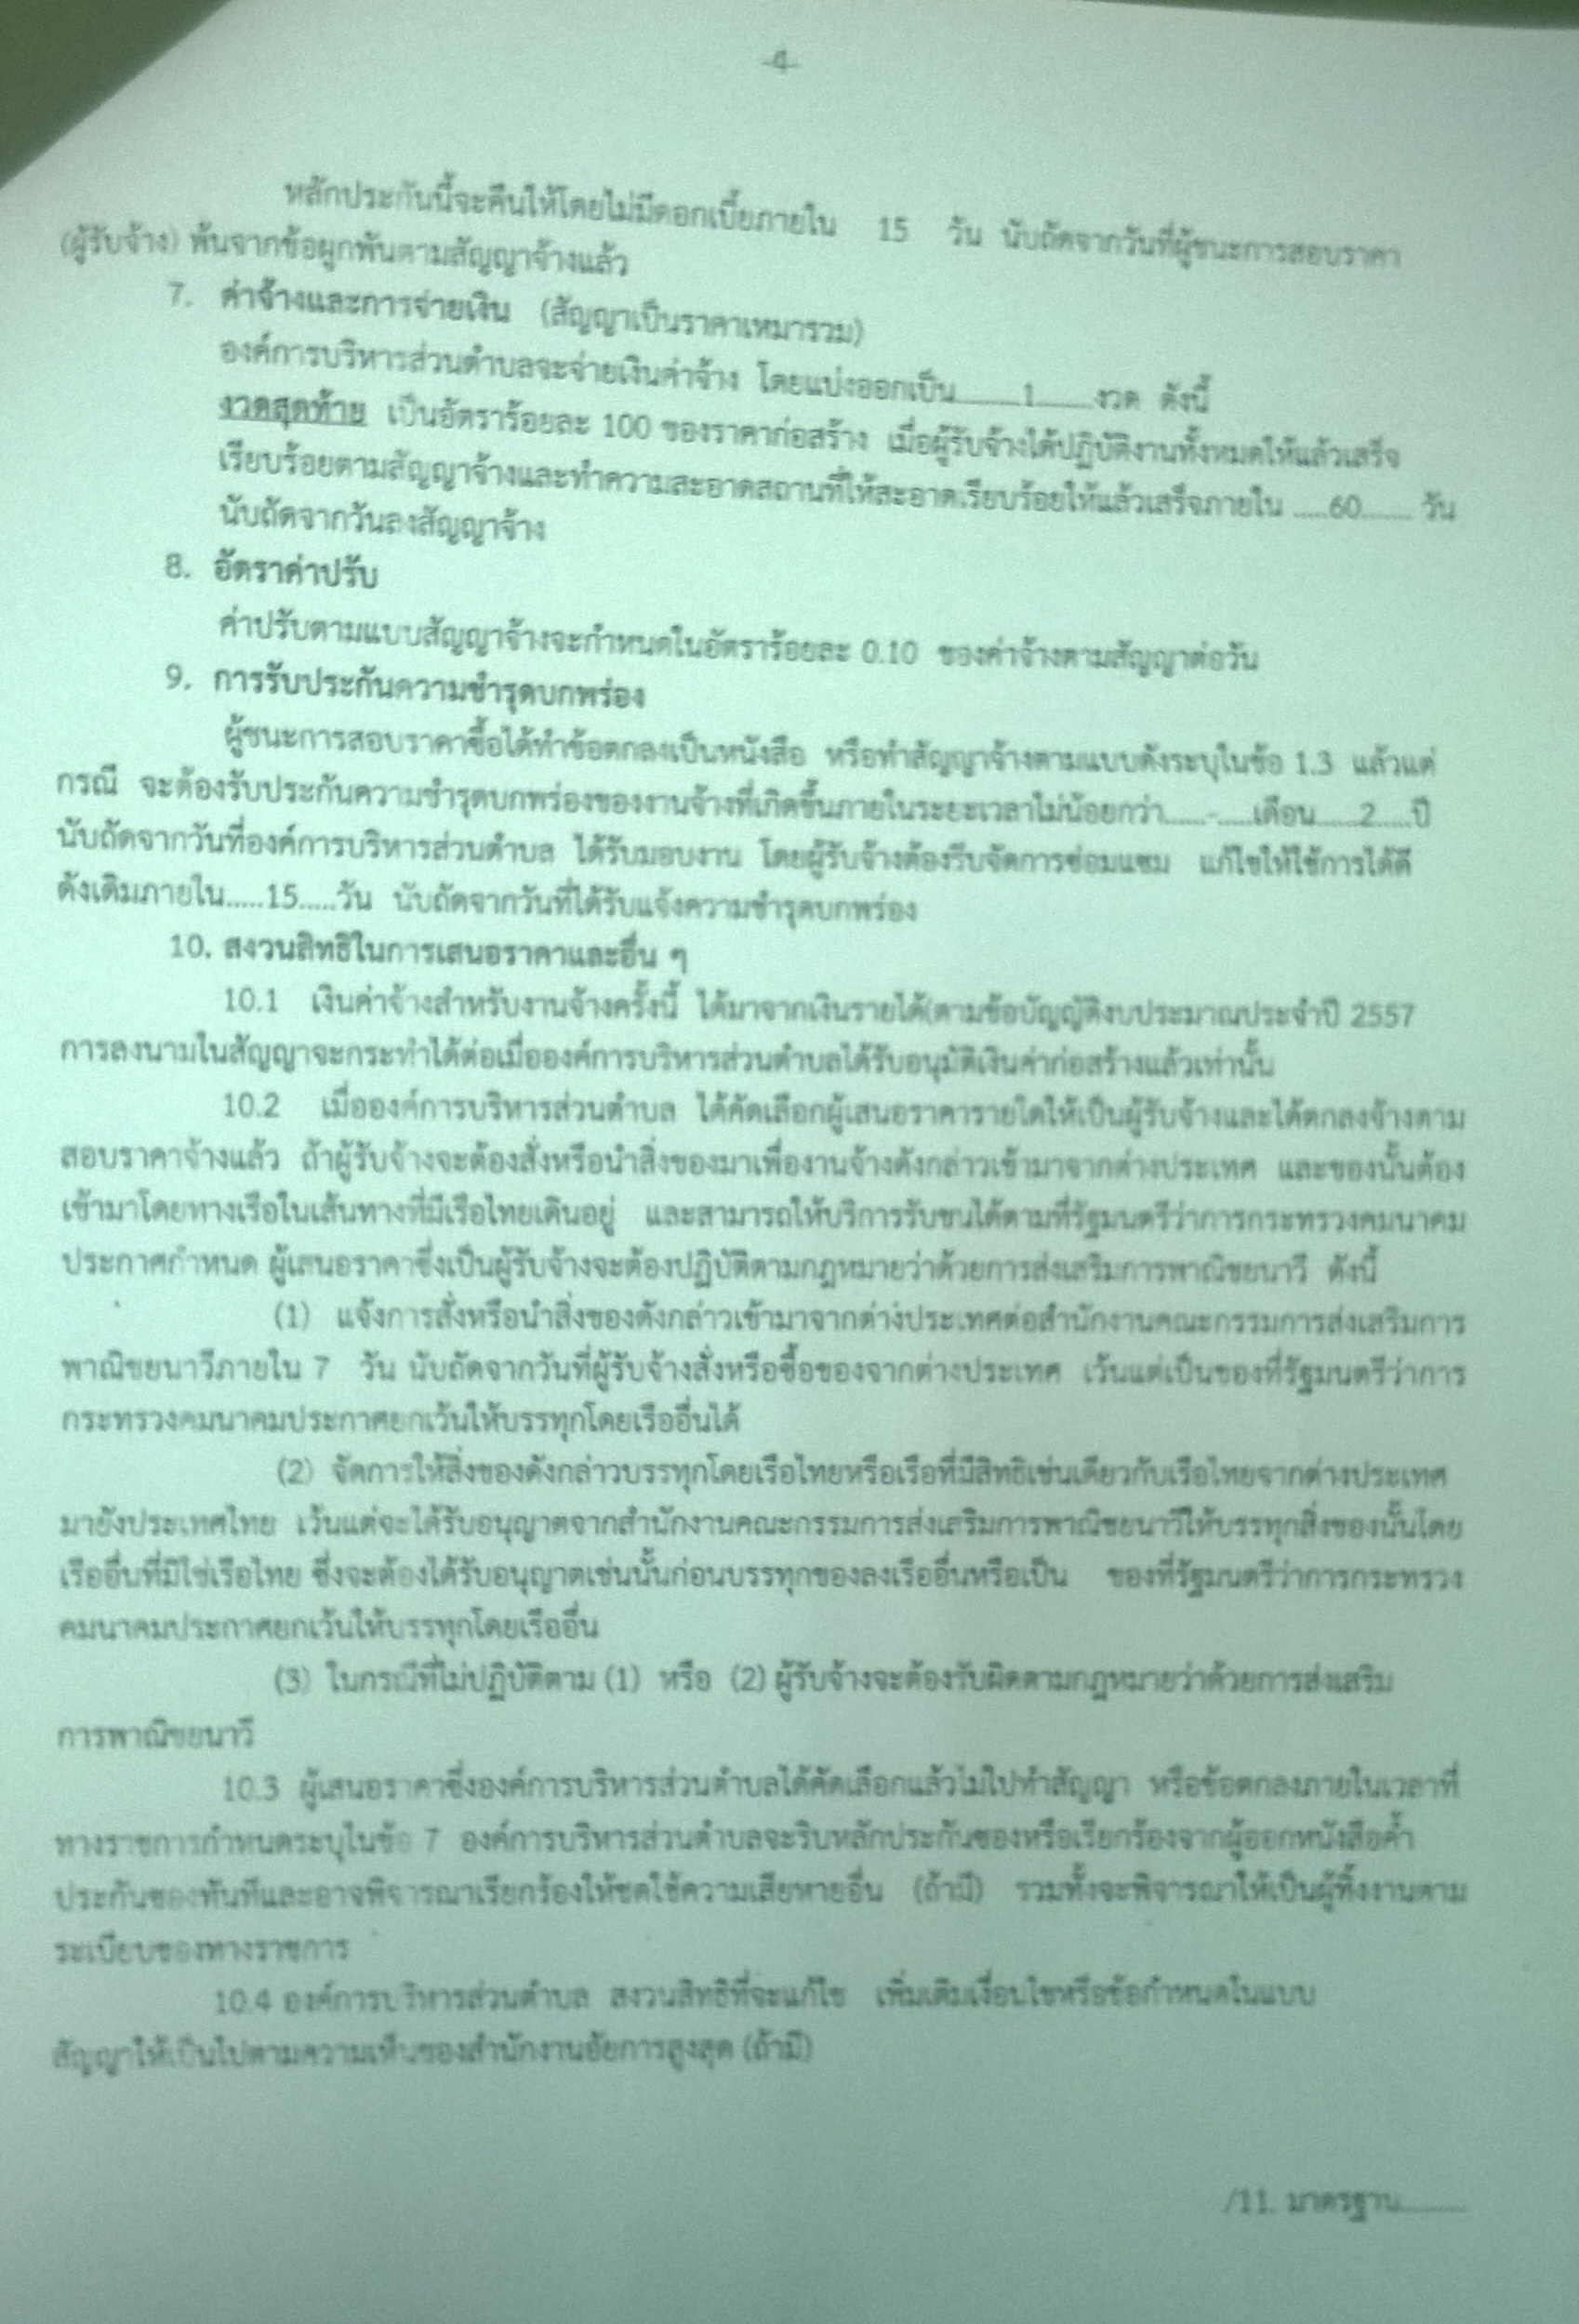 -4-
หลักประกันนี้จะคืนให้โดยไม่มีดอกเบี้ยภายใน 15 วัน นับถัดจากวันที่ผู้ชนะการสอบราคา
(ผู้รับจ้าง) พ้นจากข้อผูกพันตามสัญญาจ้างแล้ว
7. ค่าจ้างและการจ่ายเงิน (สัญญาเป็นราคาเหมารวม)
องค์การบริหารส่วนตำบลจะจ่ายเงินค่าจ้าง โดยแบ่งออกเป็น.........1........งวด ดังนี้
งวดสุดท้าย เป็นอัตราร้อยละ 100 ของราคาก่อสร้าง เมื่อผู้รับจ้างได้ปฏิบัติงานทั้งหมดให้แล้วเสร็จ
เรียบร้อยตามสัญญาจ้างและทำความสะอาดสถานที่ให้สะอาดเรียบร้อยให้แล้วเสร็จภายใน .....60....... วัน
นับถัดจากวันลงสัญญาจ้าง
8. อัตราค่าปรับ
ค่าปรับตามแบบสัญญาจ้างจะกำหนดในอัตราร้อยละ 0.10 ของค่าจ้างตามสัญญาต่อวัน
9. การรับประกันความชำรุดบกพร่อง
ผู้ชนะการสอบราคาซื้อได้ทำข้อตกลงเป็นหนังสือ หรือทำสัญญาจ้างตามแบบดังระบุในข้อ 1.3 แล้วแต่
กรณี จะต้องรับประกันความชำรุดบกพร่องของงานจ้างที่เกิดขึ้นภายในระยะเวลาไม่น้อยกว่า......-.....เดือน......2.....ปี
นับถัดจากวันที่องค์การบริหารส่วนตำบล ได้รับมอบงาน โดยผู้รับจ้างต้องรีบจัดการซ่อมแซม แก้ไขให้ใช้การได้ดี
ดังเดิมภายใน.....15.....วัน นับถัดจากวันที่ได้รับแจ้งความชำรุดบกพร่อง
10. สงวนสิทธิในการเสนอราคาและอื่น ๆ
10.1 เงินค่าจ้างสำหรับงานจ้างครั้งนี้ ได้มาจากเงินรายได้(ตามข้อบัญญัติงบประมาณประจำปี 2557
การลงนามในสัญญาจะกระทำได้ต่อเมื่อองค์การบริหารส่วนตำบลได้รับอนุมัติเงินค่าก่อสร้างแล้วเท่านั้น
10.2 เมื่อองค์การบริหารส่วนตำบล ได้คัดเลือกผู้เสนอราคารายใดให้เป็นผู้รับจ้างและได้ตกลงจ้างตาม
สอบราคาจ้างแล้ว ถ้าผู้รับจ้างจะต้องสั่งหรือนำสิ่งของมาเพื่องานจ้างดังกล่าวเข้ามาจากต่างประเทศ และของนั้นต้อง
เข้ามาโดยทางเรือในเส้นทางที่มีเรือไทยเดินอยู่ และสามารถให้บริการรับขนได้ตามที่รัฐมนตรีว่าการกระทรวงคมนาคม
ประกาศกำหนด ผู้เสนอราคาซึ่งเป็นผู้รับจ้างจะต้องปฏิบัติตามกฎหมายว่าด้วยการส่งเสริมการพาณิชยนาวี ดังนี้
(1) แจ้งการสั่งหรือนำสิ่งของดังกล่าวเข้ามาจากต่างประเทศต่อสำนักงานคณะกรรมการส่งเสริมการ
พาณิชยนาวีภายใน 7 วัน นับถัดจากวันที่ผู้รับจ้างสั่งหรือซื้อของจากต่างประเทศ เว้นแต่เป็นของที่รัฐมนตรีว่าการ
กระทรวงคมนาคมประกาศยกเว้นให้บรรทุกโดยเรืออื่นได้
(2) จัดการให้สิ่งของดังกล่าวบรรทุกโดยเรือไทยหรือเรือที่มีสิทธิเช่นเดียวกับเรือไทยจากต่างประเทศ
มายังประเทศไทย เว้นแต่จะได้รับอนุญาตจากสำนักงานคณะกรรมการส่งเสริมการพาณิชยนาวีให้บรรทุกสิ่งของนั้นโดย
เรืออื่นที่มิใช่เรือไทย ซึ่งจะต้องได้รับอนุญาตเช่นนั้นก่อนบรรทุกของลงเรืออื่นหรือเป็น ของที่รัฐมนตรีว่าการกระทรวง
คมนาคมประกาศยกเว้นให้บรรทุกโดยเรืออื่น
(3) ในกรณีที่ไม่ปฏิบัติตาม (1) หรือ (2) ผู้รับจ้างจะต้องรับผิดตามกฎหมายว่าด้วยการส่งเสริม
การพาณิชยนาวี
10.3 ผู้เสนอราคาซึ่งองค์การบริหารส่วนตำบลได้คัดเลือกแล้วไม่ไปทำสัญญา หรือข้อตกลงภายในเวลาที่
ทางราชการกำหนดระบุในข้อ 7 องค์การบริหารส่วนตำบลจะริบหลักประกันซองหรือเรียกร้องจากผู้ออกหนังสือค้ำ
ประกันซองทันทีและอาจพิจารณาเรียกร้องให้ชดใช้ความเสียหายอื่น (ถ้ามี) รวมทั้งจะพิจารณาให้เป็นผู้ทิ้งงานตาม
ระเบียบของทางราชการ
10.4 องค์การบริหารส่วนตำบล สงวนสิทธิที่จะแก้ไข เพิ่มเติมเงื่อนไขหรือข้อกำหนดในแบบ
สัญญาให้เป็นไปตามความเห็นของสำนักงานอัยการสูงสุด (ถ้ามี)
/11. มาตรฐาน..........